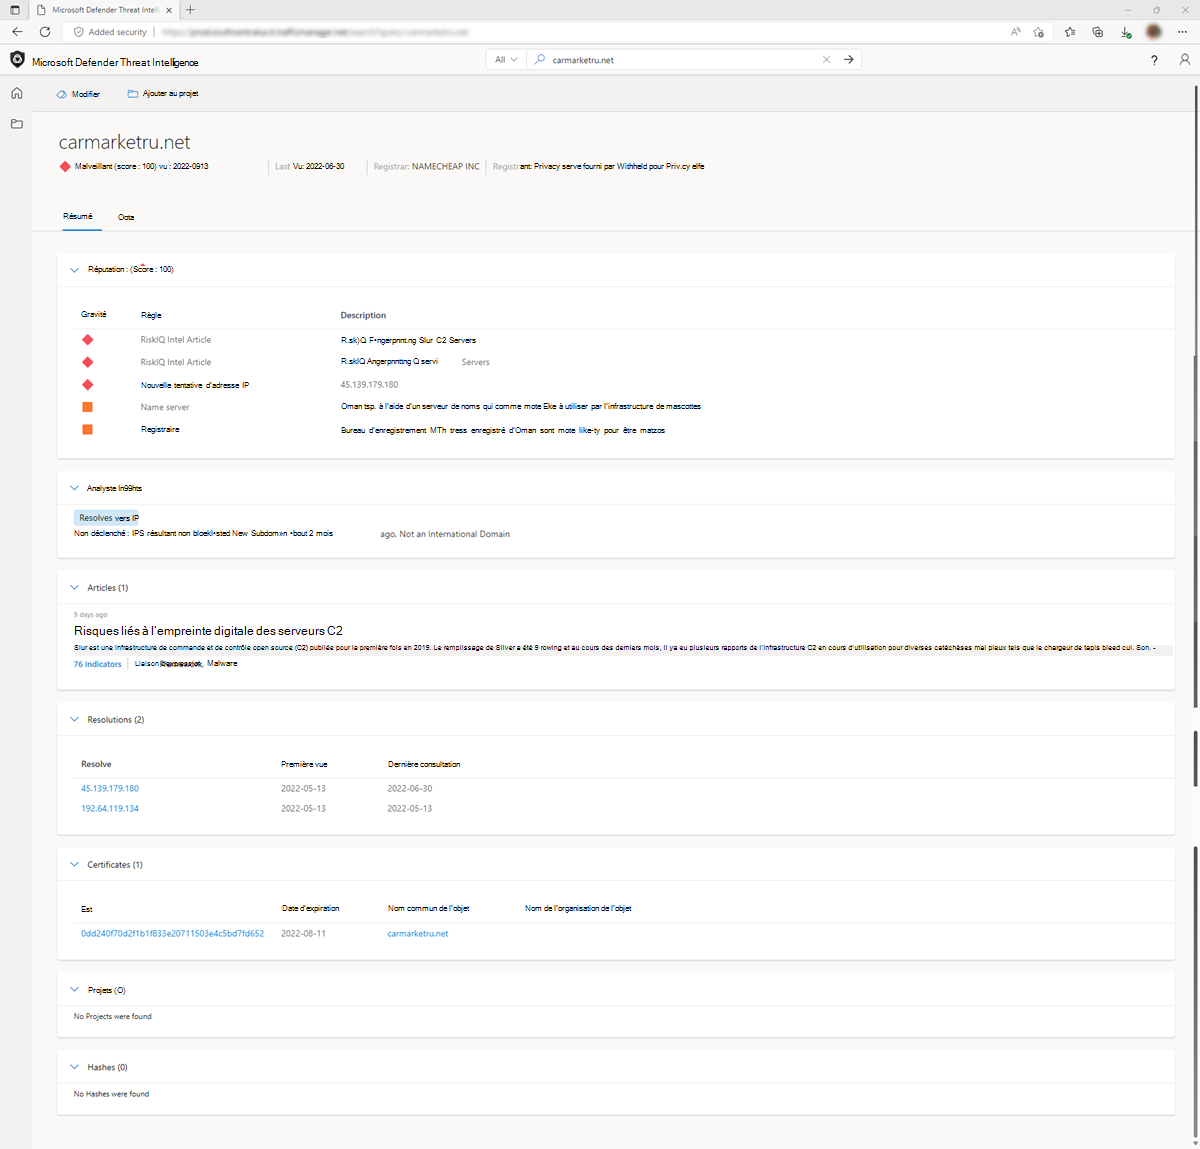 Microsoft Defender Threat Intelli
Added security
Microsoft Defender Threat Intelligence
All
carmarketru.net
?
Modifier
Ajouter au projet
carmarketru.net
Malveillant (score : 100) vu : 2022-0913
Last Vu: 2022-06-30
Registrar: NAMECHEAP INC
Registrant: Privacy serve fourni par Withheld pour Priv.cy elfe
Résumé
Oata
Réputation : (Score : 100)
Gravité
Règle
Description
RiskIQ Intel Article
R.sk)Q F•ngerpnnt.ng Slur C2 Servers
RiskIQ Intel Article
R.skIQ Angerpnntng Q servi
Servers
Nouvelle tentative d'adresse IP
45.139.179.180
Name server
Oman tsp. à l'aide d'un serveur de noms qui comme mote Eke à utiliser par l'infrastructure de mascottes
Registraire
Bureau d'enregistrement MTh tress enregistré d'Oman sont mote like-ty pour être matzos
Analyste In99hts
Resolves vers IP
Non déclenché : IPS résultant non bloekl•sted New Subdom»n •bout 2 mois
ago, Not an International Domain
Articles (1)
9 days ago
Risques liés à l'empreinte digitale des serveurs C2
Slur est une infrastructure de commande et de contrôle open source (C2) publiée pour la première fois en 2019. Le remplissage de Sliver a été 9 rowing et au cours des derniers mois, il ya eu plusieurs rapports de l'infrastructure C2 en cours d'utilisation pour diverses catéchèses mal pieux tels que le chargeur de tapis bleed cul. Son. -
76 Indicators
Liaison
Malware
Resolutions (2)
Resolve
Première vue
Dernière consultation
45.139.179.180
2022-05-13
2022-06-30
192.64.119.134
2022-05-13
2022-05-13
Certificates (1)
Est
Date d'expiration
Nom commun de l'objet
Nom de l'organisation de l'objet
0dd240f70d2f1b1f833e20711503e4c5bd7fd652
2022-08-11
carmarketru.net
Projets (O)
No Projects were found
Hashes (0)
No Hashes were found